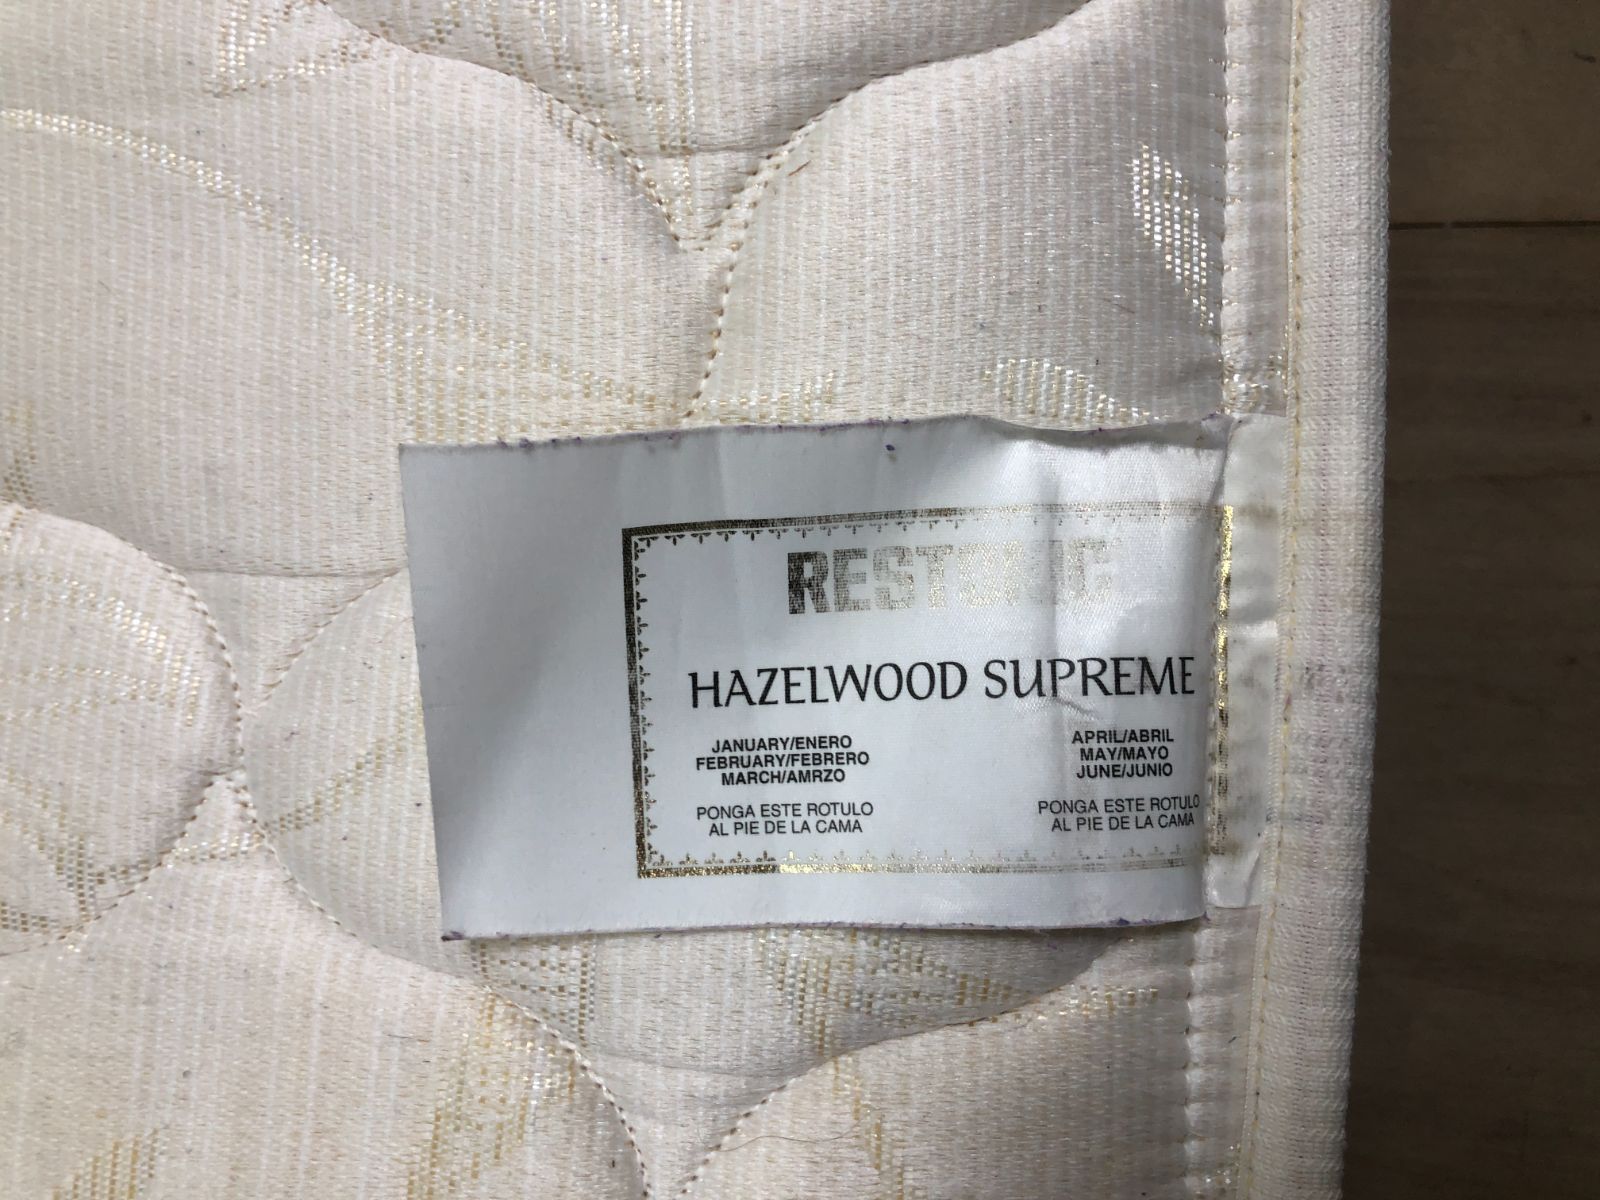 RESTONIC
HAZELWOOD SUPREME
JANUARY/ENERO
FEBRUARY/FEBRERO
MARCH/AMRZO
PONGA ESTE ROTULO
AL PIE DE LA CAMA
APRIL/ABRIL
MAY/MAYO
JUNE/JUNIO
PONGA ESTE ROTULO
AL PIE DE LA CAMA